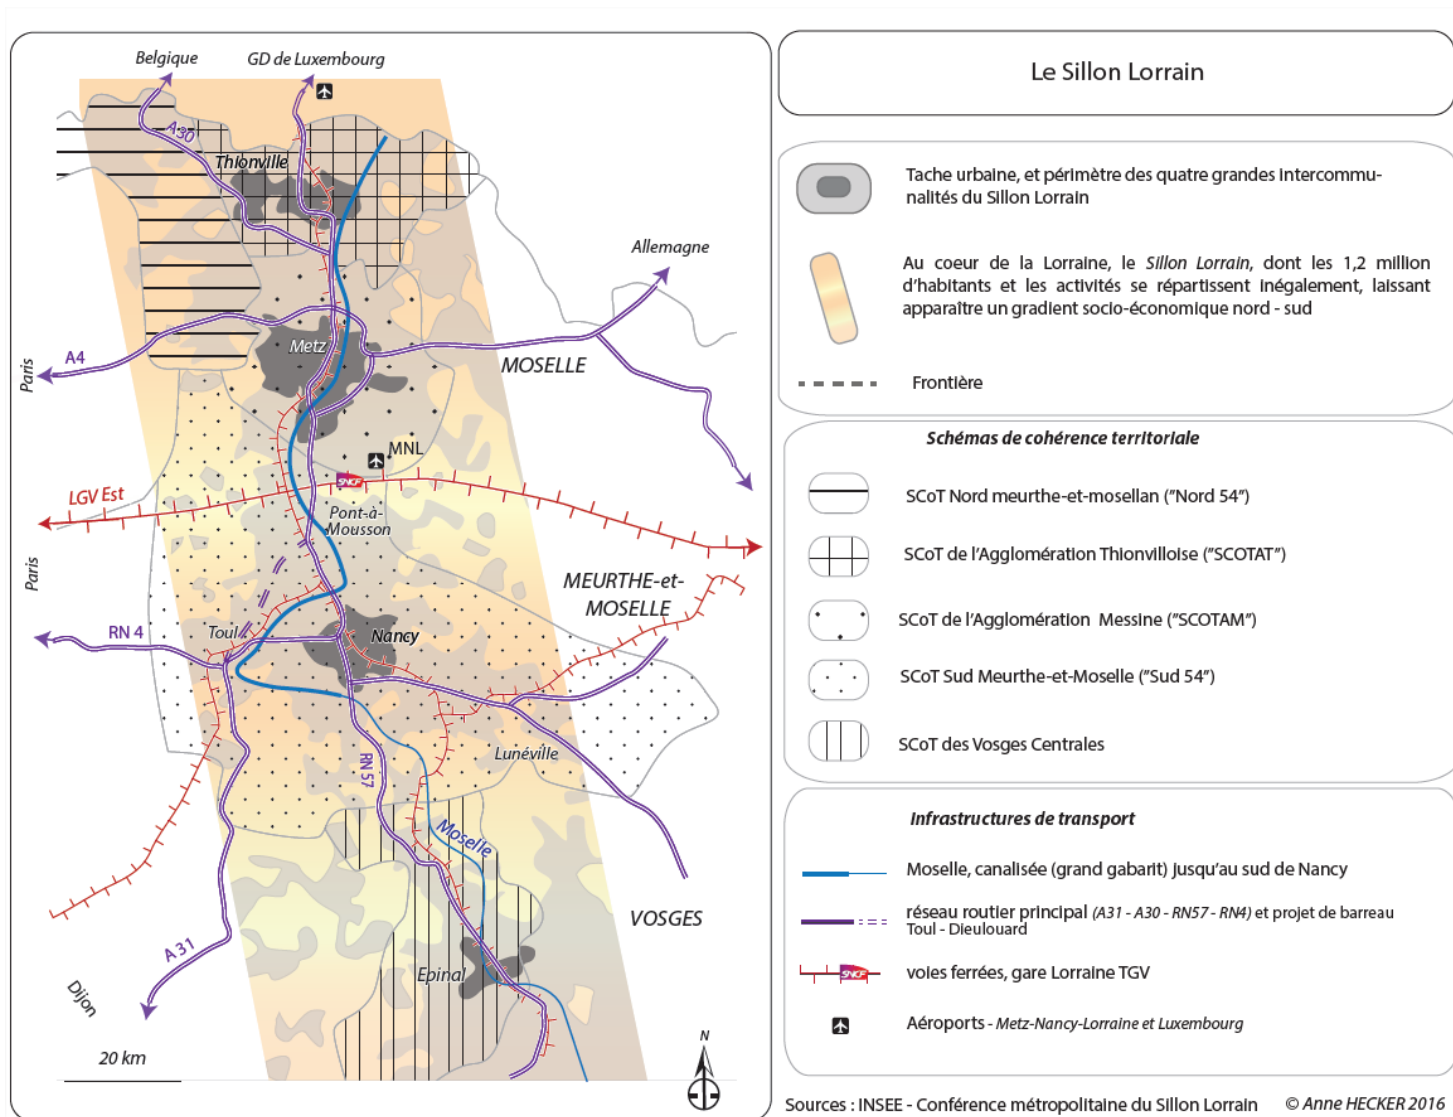 Belgique
GD de Luxembourg
A30
Thionville
Allemagne
Metz
A4
Paris
MOSELLE
MNL
SNCF
LGV Est
Pont-à-
Mousson
Paris
MEURTHE-et-
MOSELLE
RN 4
Toul
Nancy
Lunéville
RN 57
Moselle
VOSGES
A 31
Epinal
Dijon
20 km
N
Le Sillon Lorrain
Tache urbaine, et périmètre des quatre grandes intercommu-
nalités du Sillon Lorrain
Au coeur de la Lorraine, le Sillon Lorrain, dont les 1,2 million
d'habitants et les activités se répartissent inégalement, laissant
apparaître un gradient socio-économique nord - sud
Frontière
Schémas de cohérence territoriale
SCoT Nord meurthe-et-mosellan ("Nord 54")
SCoT de l'Agglomération Thionvilloise ("SCOTAT")
SCoT de l'Agglomération Messine ("SCOTAM")
SCoT Sud Meurthe-et-Moselle ("Sud 54")
SCoT des Vosges Centrales
Infrastructures de transport
Moselle, canalisée (grand gabarit) Jusqu'au sud de Nancy
réseau routier principal (A31 - A30 - RN57 - RN4) et projet de barreau
Toul - Dieulouard
SNCF
voies ferrées, gare Lorraine TGV
Aéroports - Metz-Nancy-Lorraine et Luxembourg
Sources : INSEE - Conférence métropolitaine du Sillon Lorrain © Anne HECKER 2016